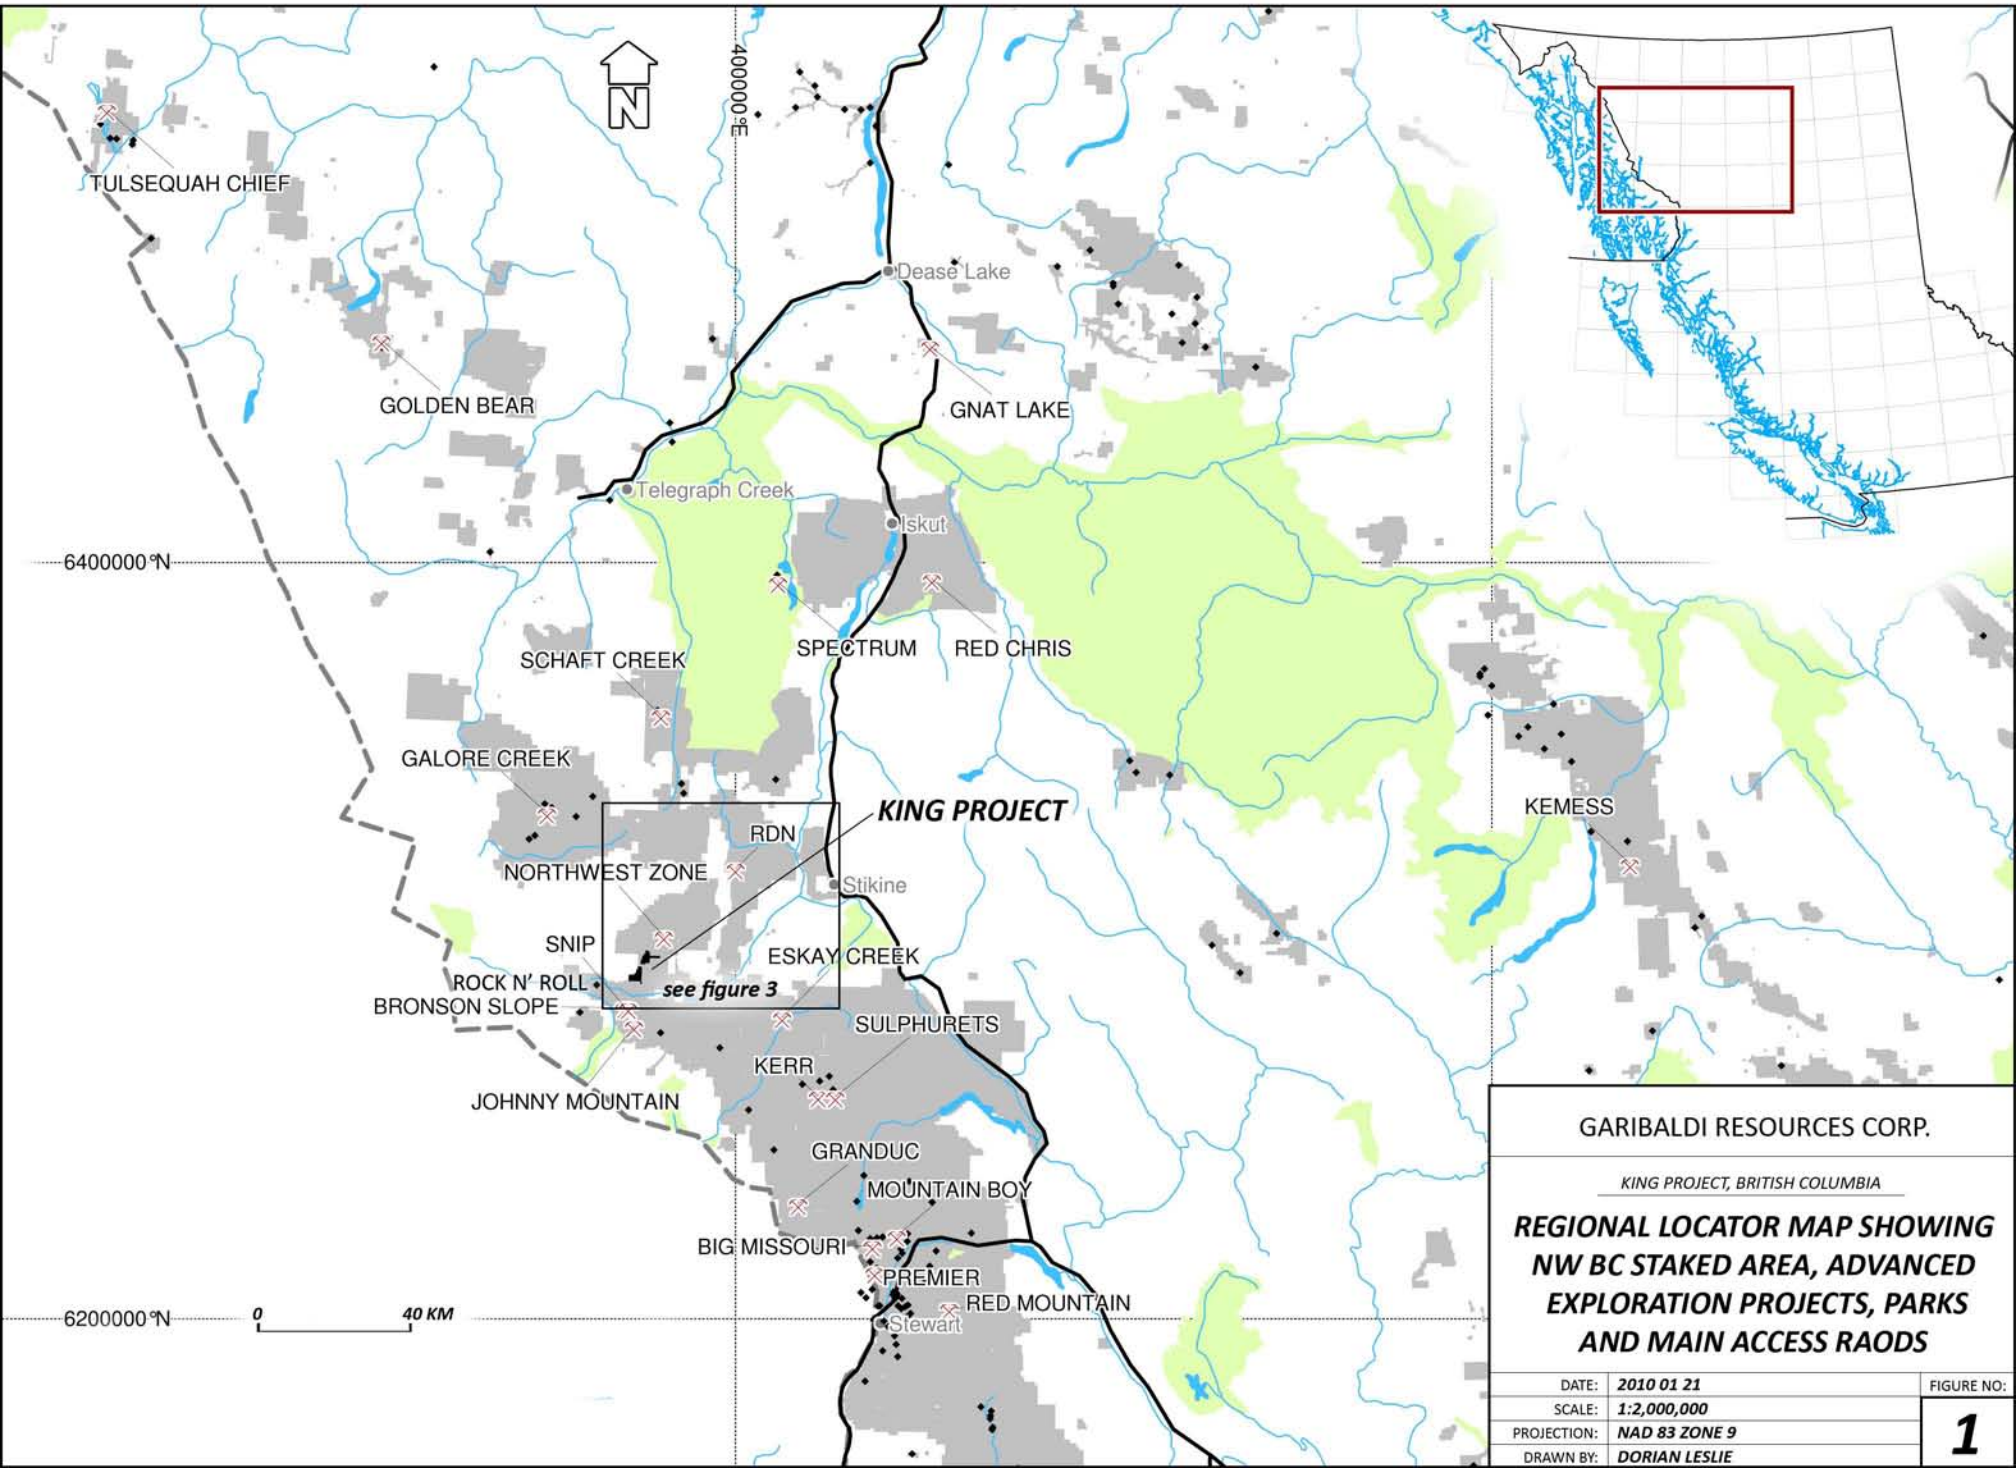 N
400000°E
TULSEQUAH CHIEF
Dease Lake
GOLDEN BEAR
GNAT LAKE
Telegraph Creek
Iskut
6400000°N
SPECTRUM
RED CHRIS
SCHAFT CREEK
GALORE CREEK
KING PROJECT
KEMESS
RDN
NORTHWEST ZONE
Stikine
SNIP
ESKAY CREEK
ROCK N' ROLL
see figure 3
BRONSON SLOPE
SULPHURETS
KERR
JOHNNY MOUNTAIN
GRANDUC
MOUNTAIN BOY
BIG MISSOURI
PREMIER
RED MOUNTAIN
Stewart
6200000°N
0 40 KM
GARIBALDI RESOURCES CORP.
KING PROJECT, BRITISH COLUMBIA
REGIONAL LOCATOR MAP SHOWING
NW BC STAKED AREA, ADVANCED
EXPLORATION PROJECTS, PARKS
AND MAIN ACCESS RAODS
DATE: 2010 01 21
SCALE: 1:2,000,000
PROJECTION: NAD 83 ZONE 9
DRAWN BY: DORIAN LESLIE
FIGURE NO:
1